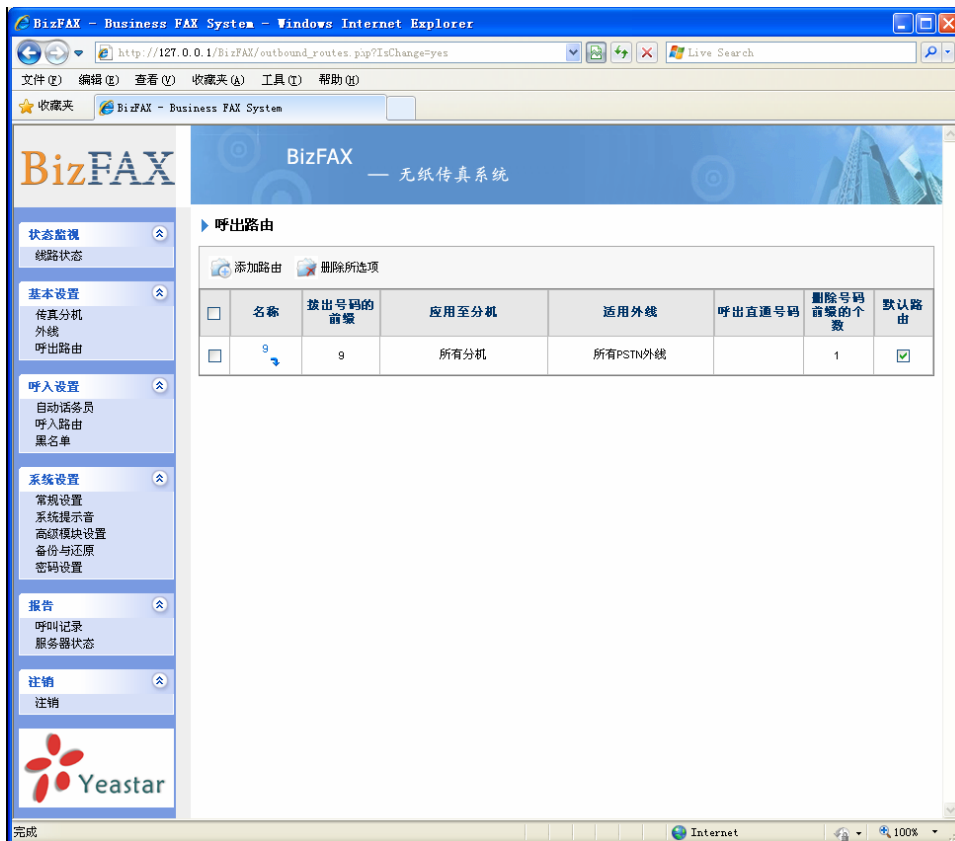 BizFAX - Business FAX System - Windows Internet Explorer
http://127.0.0.1/BizFAX/outbound_routes.php?IsChange=yes
Live Search
文件(F) 编辑(E) 查看(V) 收藏夹(A) 工具(T) 帮助(H)
收藏夹
BizFAX - Business FAX System
BizFAX
BizFAX
— 无纸传真系统
状态监视
线路状态
基本设置
传真分机
外线
呼出路由
呼入设置
自动话务员
呼入路由
黑名单
系统设置
常规设置
系统提示音
高级模块设置
备份与还原
密码设置
报告
呼叫记录
服务器状态
注销
注销
Yeastar
呼出路由
添加路由 删除所选项
名称 拨出号码的前缀 应用至分机 适用外线 呼出直通号码 删除号码前缀的个数 默认路由
9 9 所有分机 所有PSTN外线 1
完成
Internet
100%